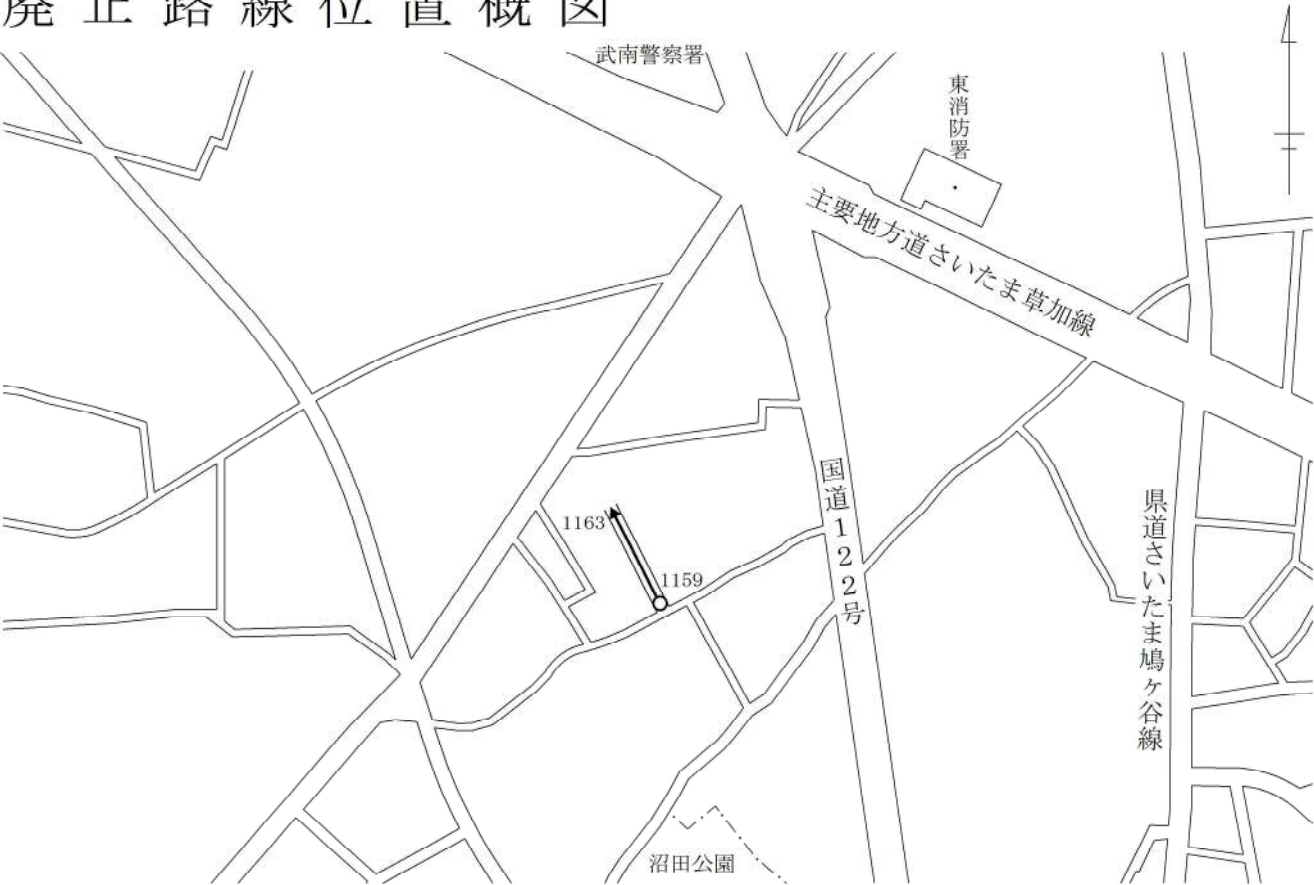 廃止路線位置概図
武南警察署
東消防署
主要地方道さいたま草加線
国道122号
1163
1159
県道さいたま鳩ヶ谷線
沼田公園